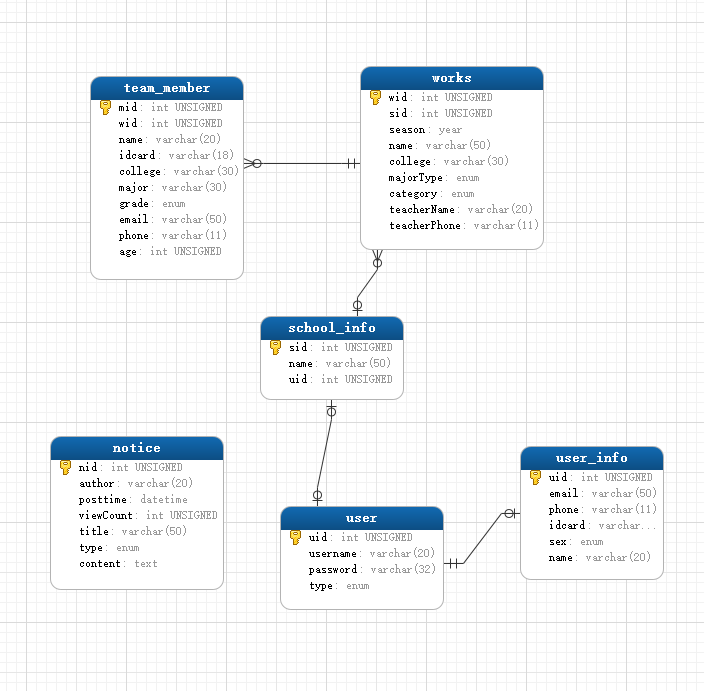 team_member
mid: int UNSIGNED
wid: int UNSIGNED
name: varchar(20)
idcard: varchar(18)
college: varchar(30)
major: varchar(30)
grade: enum
email: varchar(50)
phone: varchar(11)
age: int UNSIGNED
works
wid: int UNSIGNED
sid: int UNSIGNED
season: year
name: varchar(50)
college: varchar(30)
majorType: enum
category: enum
teacherName: varchar(20)
teacherPhone: varchar(11)
school_info
sid: int UNSIGNED
name: varchar(50)
uid: int UNSIGNED
notice
nid: int UNSIGNED
author: varchar(20)
posttime: datetime
viewCount: int UNSIGNED
title: varchar(50)
type: enum
content: text
user
uid: int UNSIGNED
username: varchar(20)
password: varchar(32)
type: enum
user_info
uid: int UNSIGNED
email: varchar(50)
phone: varchar(11)
idcard: varchar...
sex: enum
name: varchar(20)